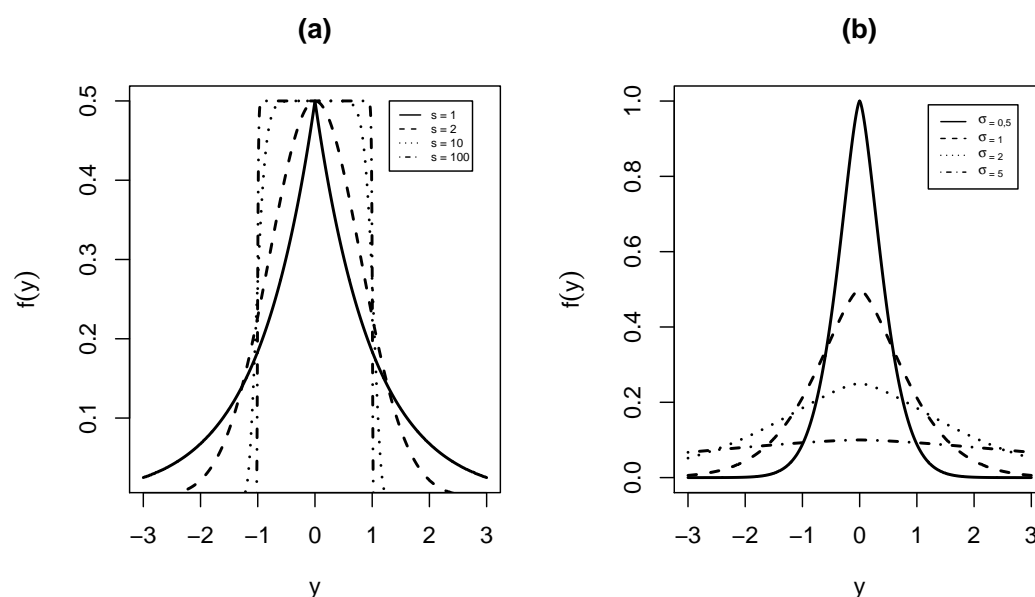 (a)
f(y)
0.5
0.4
0.3
0.2
0.1
s = 1
s = 2
s = 10
s = 100
−3 −2 −1 0 1 2 3
y
(b)
f(y)
1.0
0.8
0.6
0.4
0.2
0.0
σ = 0,5
σ = 1
σ = 2
σ = 5
−3 −2 −1 0 1 2 3
y